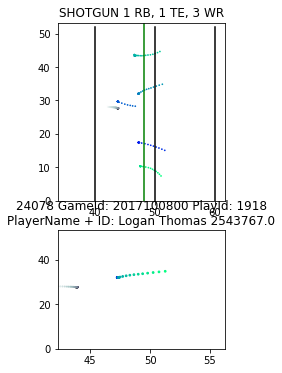 SHOTGUN 1 RB, 1 TE, 3 WR
50
40
30
20
10
0
40 50 60
24078 GameId: 2017100800 PlayId: 1918
PlayerName + ID: Logan Thomas 2543767.0
40
20
0
45 50 55